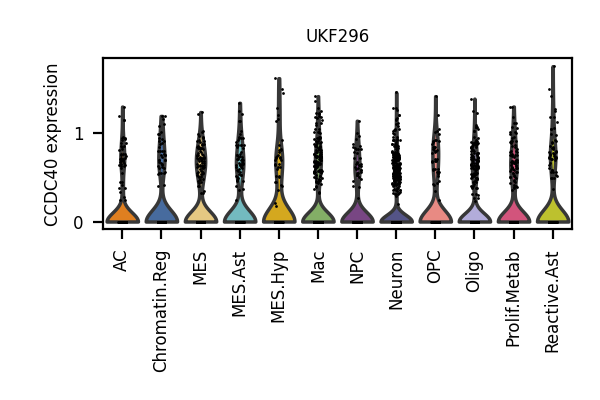 UKF296
CCDC40 expression
1
0
AC
Chromatin.Reg
MES
MES.Ast
MES.Hyp
Mac
NPC
Neuron
OPC
Oligo
Prolif.Metab
Reactive.Ast